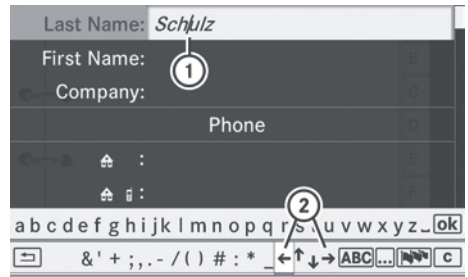 Last Name: Schulz
①
First Name:
Company:
B
C
Phone
D
:
E
:
F
②
a b c d e f g h i j k l m n o p q r s t u v w x y z _ ok
& ' + ; , . - / ( ) # : * _ ← ↑ ↓ → ABC ... c